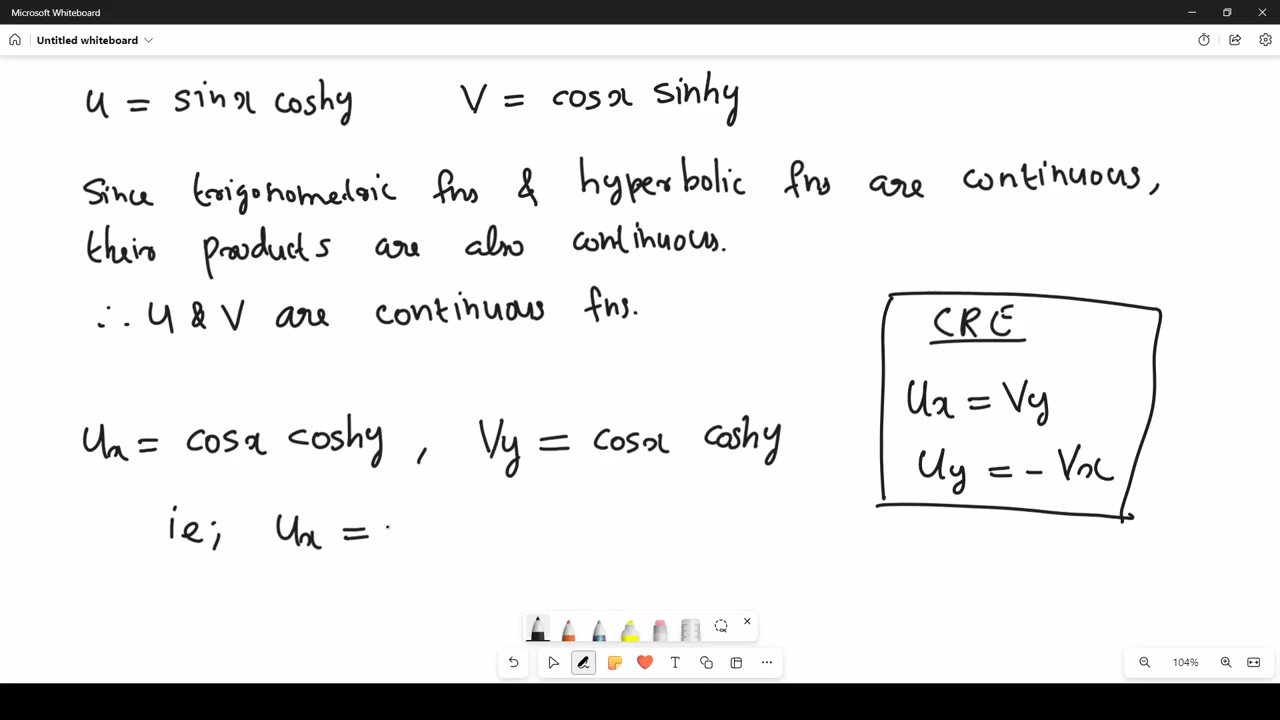 Microsoft Whiteboard
Untitled whiteboard
u = sinx coshy    V = cosx sinhy
Since trigonometric fns & hyperbolic fns are continuous,
their products are also continuous.
∴ u & V are continuous fns.
CRE
Ux = Vy
Uy = - Vx
Ux = cosx coshy , Vy = cosx coshy
ie; Ux =
T
104%